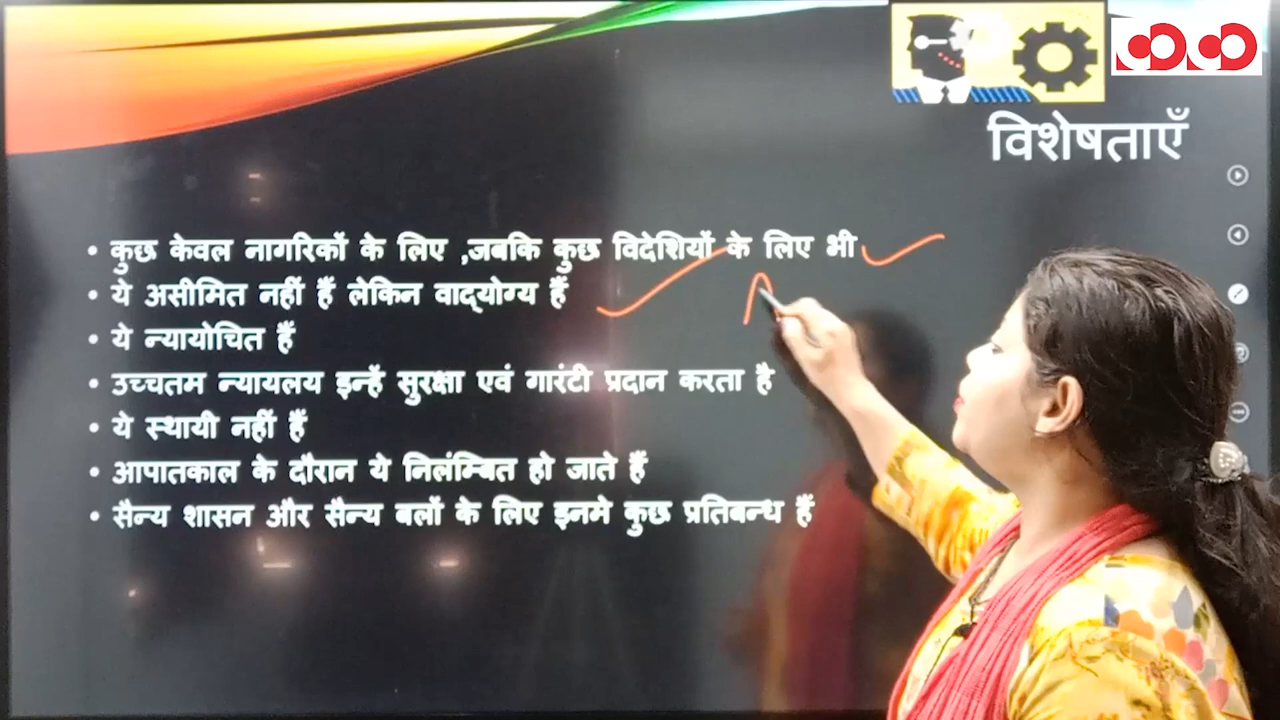 विशेषताएँ
• कुछ केवल नागरिकों के लिए ,जबकि कुछ विदेशियों के लिए भी
• ये असीमित नहीं हैं लेकिन वाद्योग्य हैं
• ये न्यायोचित हैं
• उच्चतम न्यायलय इन्हें सुरक्षा एवं गारंटी प्रदान करता है
• ये स्थायी नहीं हैं
• आपातकाल के दौरान ये निलंम्बित हो जाते हैं
• सैन्य शासन और सैन्य बलों के लिए इनमे कुछ प्रतिबन्ध हैं